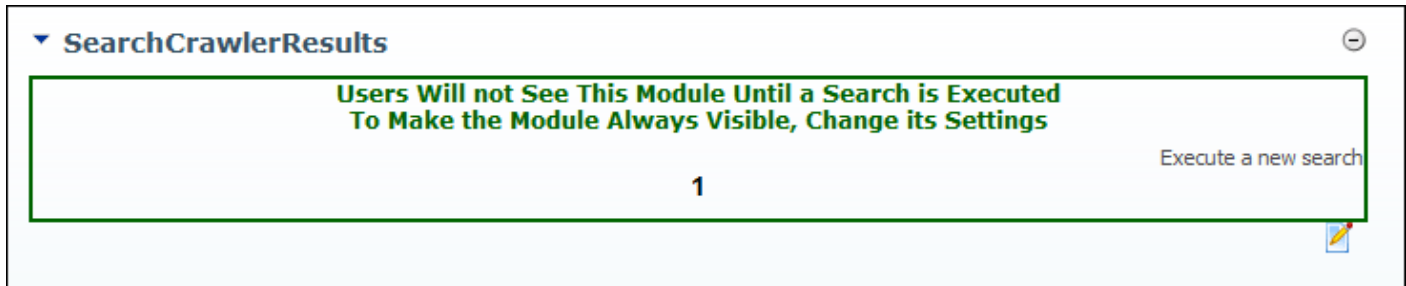 SearchCrawlerResults
Users Will not See This Module Until a Search is Executed
To Make the Module Always Visible, Change its Settings
Execute a new search
1